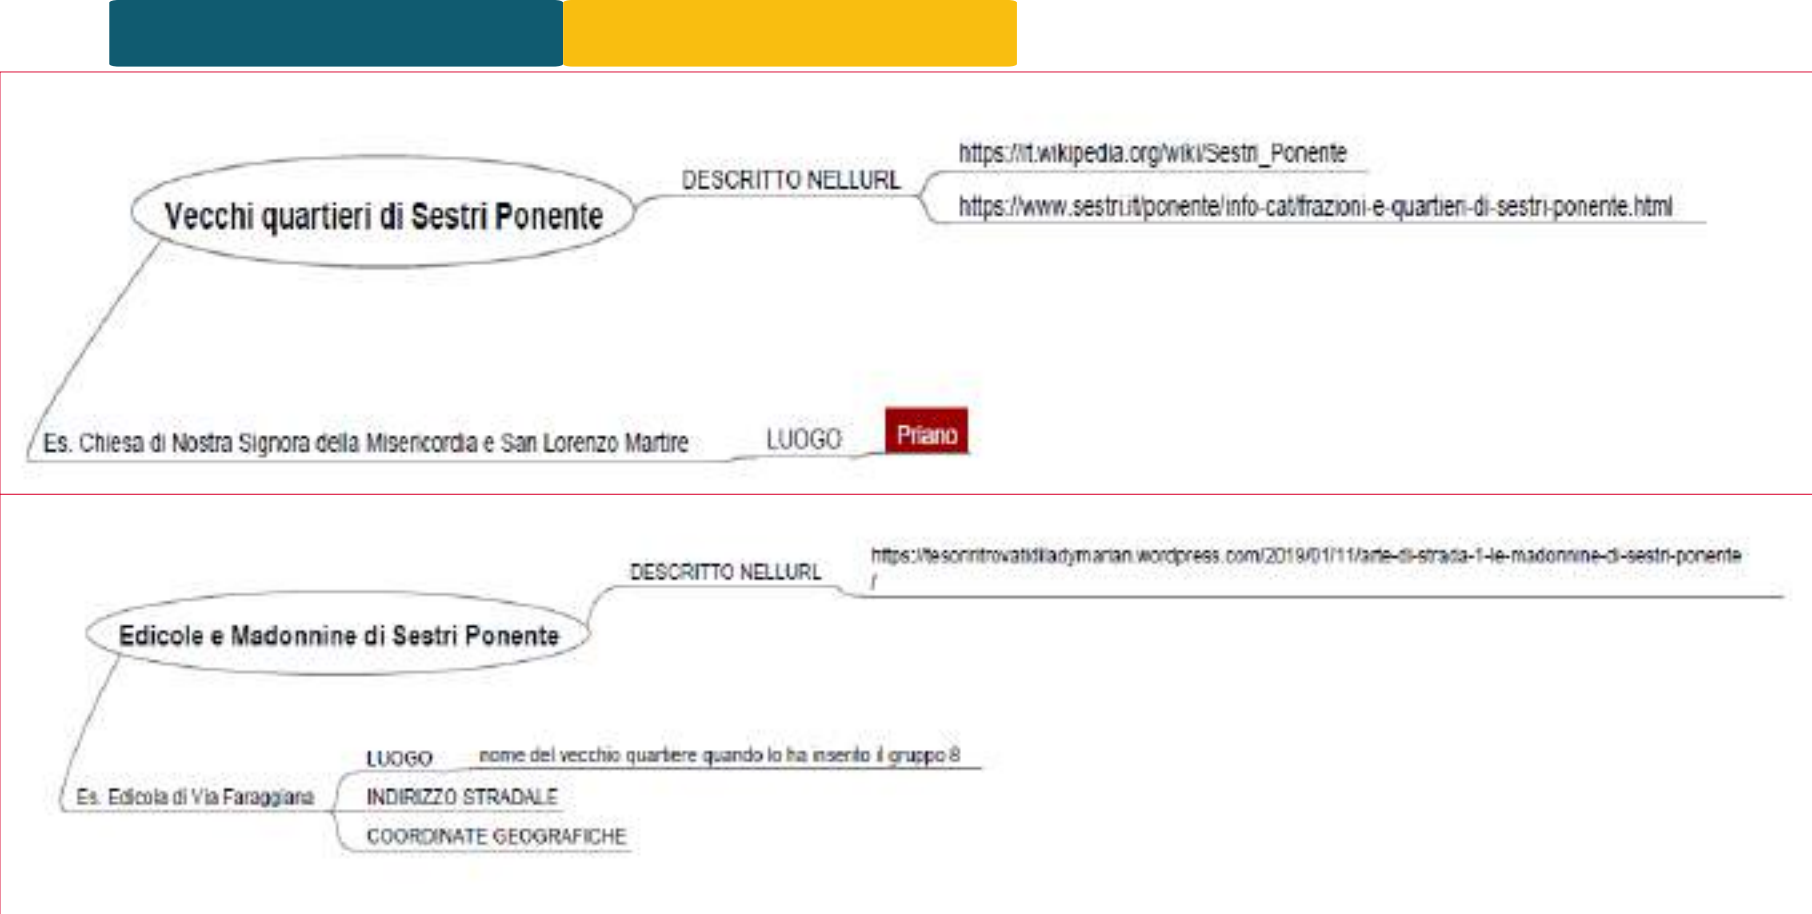 https://it.wikipedia.org/wiki/Sestri_Ponente
DESCRITTO NELLURL
https://www.sestri.it/ponente/info-cat/frazioni-e-quartieri-di-sestri-ponente.html
Vecchi quartieri di Sestri Ponente
Es. Chiesa di Nostra Signora della Misericordia e San Lorenzo Martire
LUOGO
Priano
https://tesoriritrovatidiladymarian.wordpress.com/2019/01/11/arte-di-strada-1-le-madonnine-di-sestri-ponente
/
DESCRITTO NELLURL
Edicole e Madonnine di Sestri Ponente
LUOGO
nome del vecchio quartiere quando lo ha inserito il gruppo 8
Es. Edicola di Via Faraggiana
INDIRIZZO STRADALE
COORDINATE GEOGRAFICHE